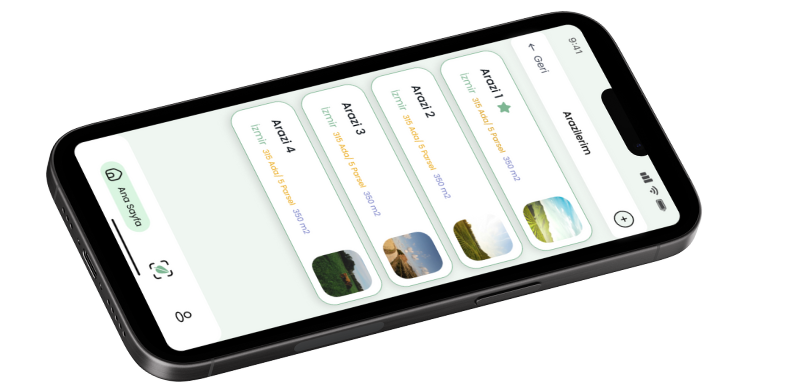 9:41
← Geri
Arazilerim
Arazi 1
İzmir 315 Ada/ 5 Parsel 350 m2
Arazi 2
İzmir 315 Ada/ 5 Parsel 350 m2
Arazi 3
İzmir 315 Ada/ 5 Parsel 350 m2
Arazi 4
İzmir 315 Ada/ 5 Parsel 350 m2
Ana Sayfa